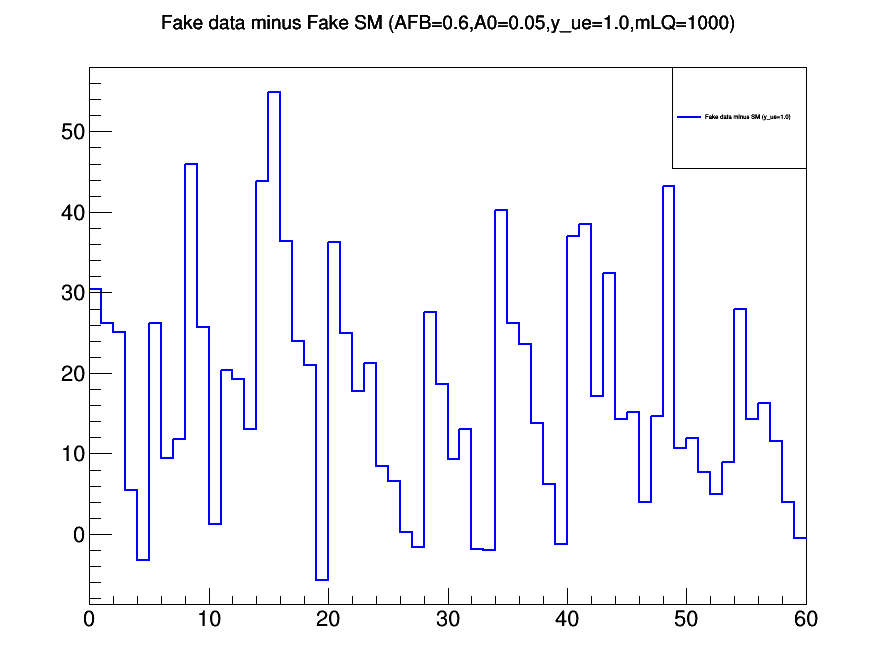 Fake data minus Fake SM (AFB=0.6,A0=0.05,y_ue=1.0,mLQ=1000)
Fake data minus SM (y_ue=1.0)
50
40
30
20
10
0
0 10 20 30 40 50 60